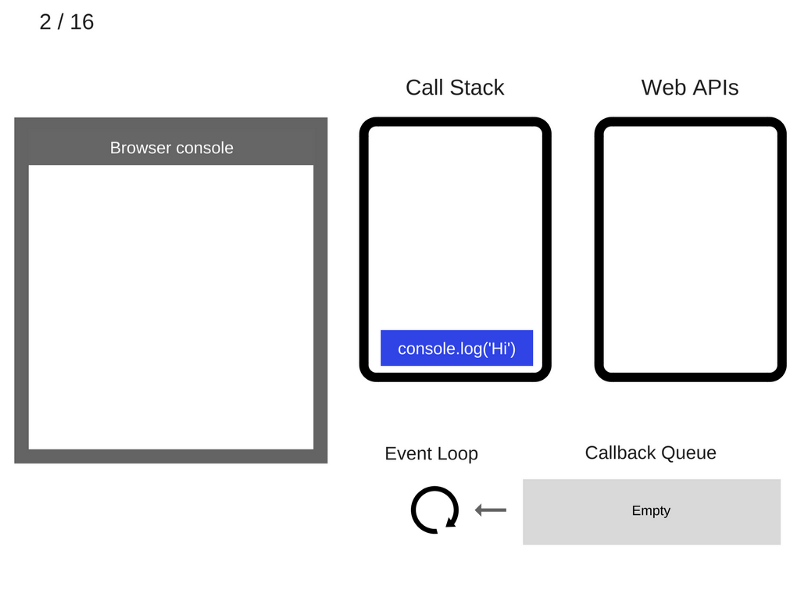 2 / 16
Call Stack
Web APIs
Browser console
console.log('Hi')
Event Loop
Callback Queue
Empty